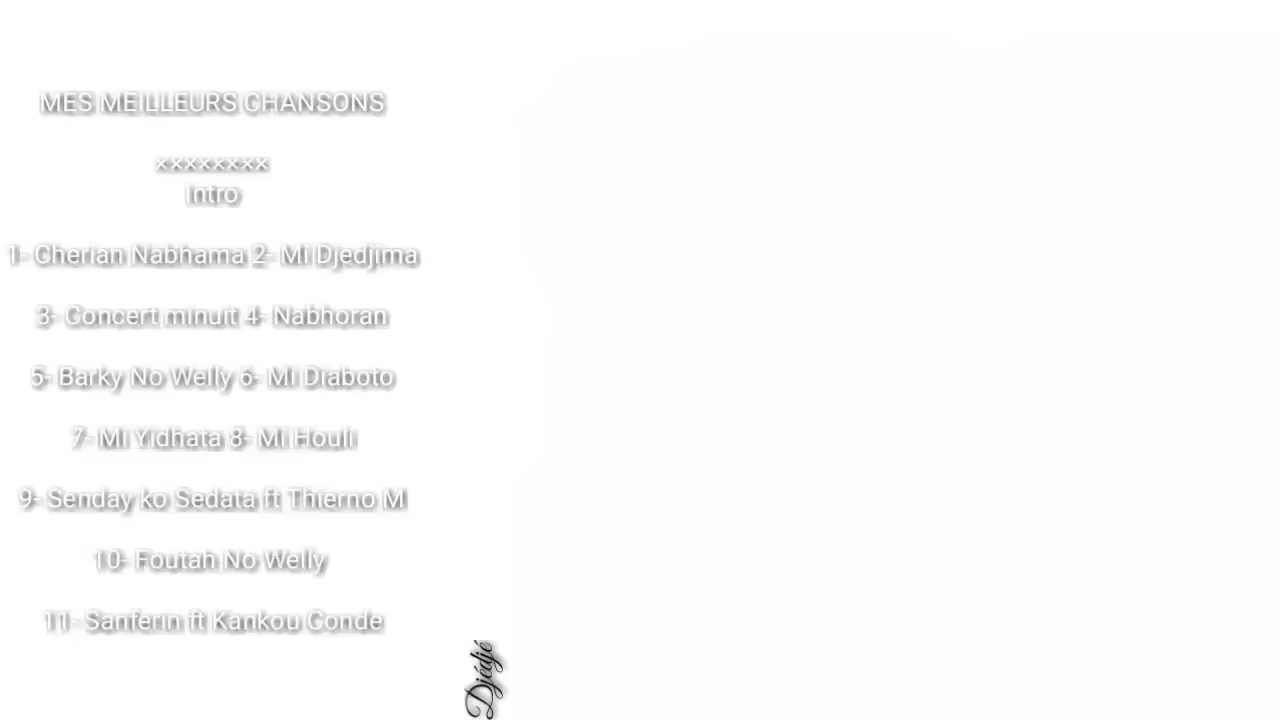 MES MEILLEURS CHANSONS
××××××××
Intro
1- Cherian Nabhama 2- Mi Djedjima
3- Concert minuit 4- Nabhoran
5- Barky No Welly 6- Mi Diaboto
7- Mi Yidhata 8- Mi Houli
9- Senday ko Sedata ft Thierno M
10- Foutah No Welly
11- Sanferin ft Kankou Conde
Djédjé